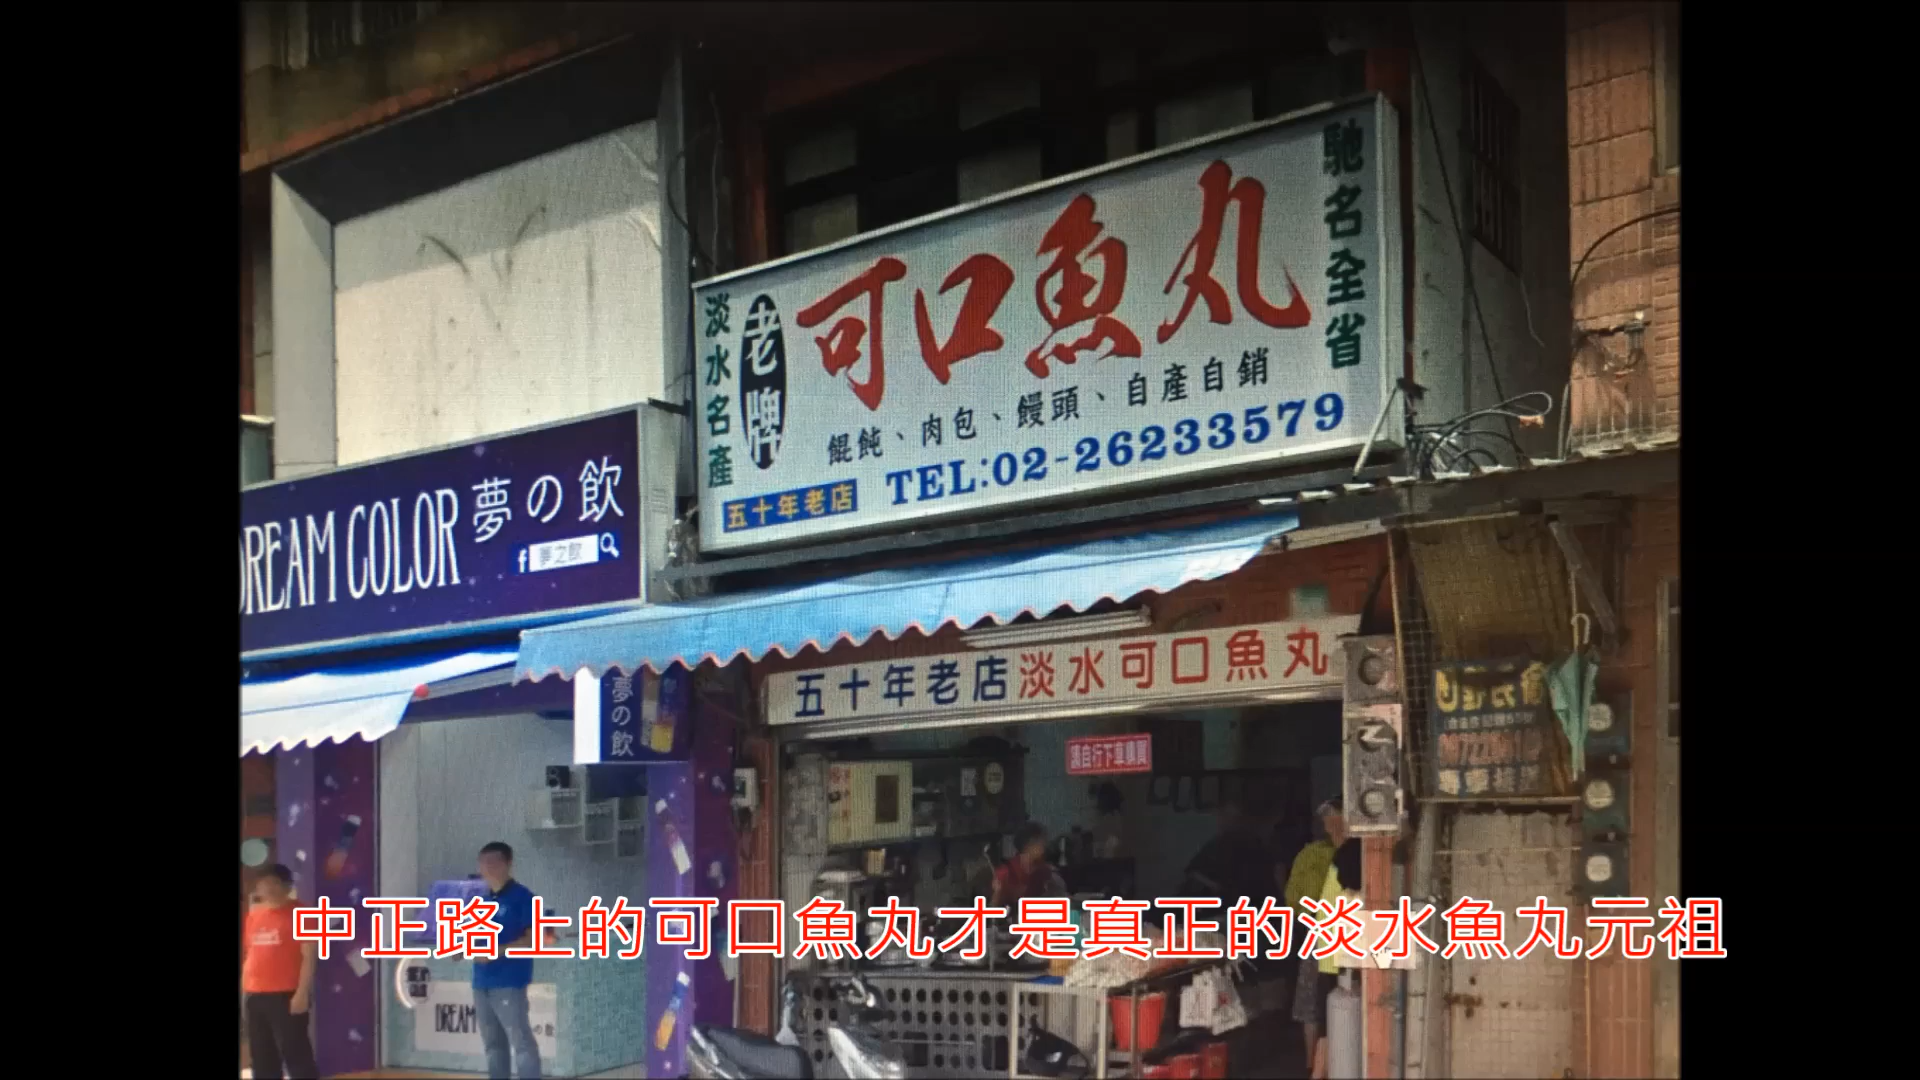 馳名全省
淡水名產
老牌
可口魚丸
餛飩、肉包、饅頭、自產自銷
TEL:02-26233579
五十年老店
DREAM COLOR 夢の飲
f 夢之飲
五十年老店淡水可口魚丸
夢の飲
請自行下車購買
中正路上的可口魚丸才是真正的淡水魚丸元祖
DREAM
の飲